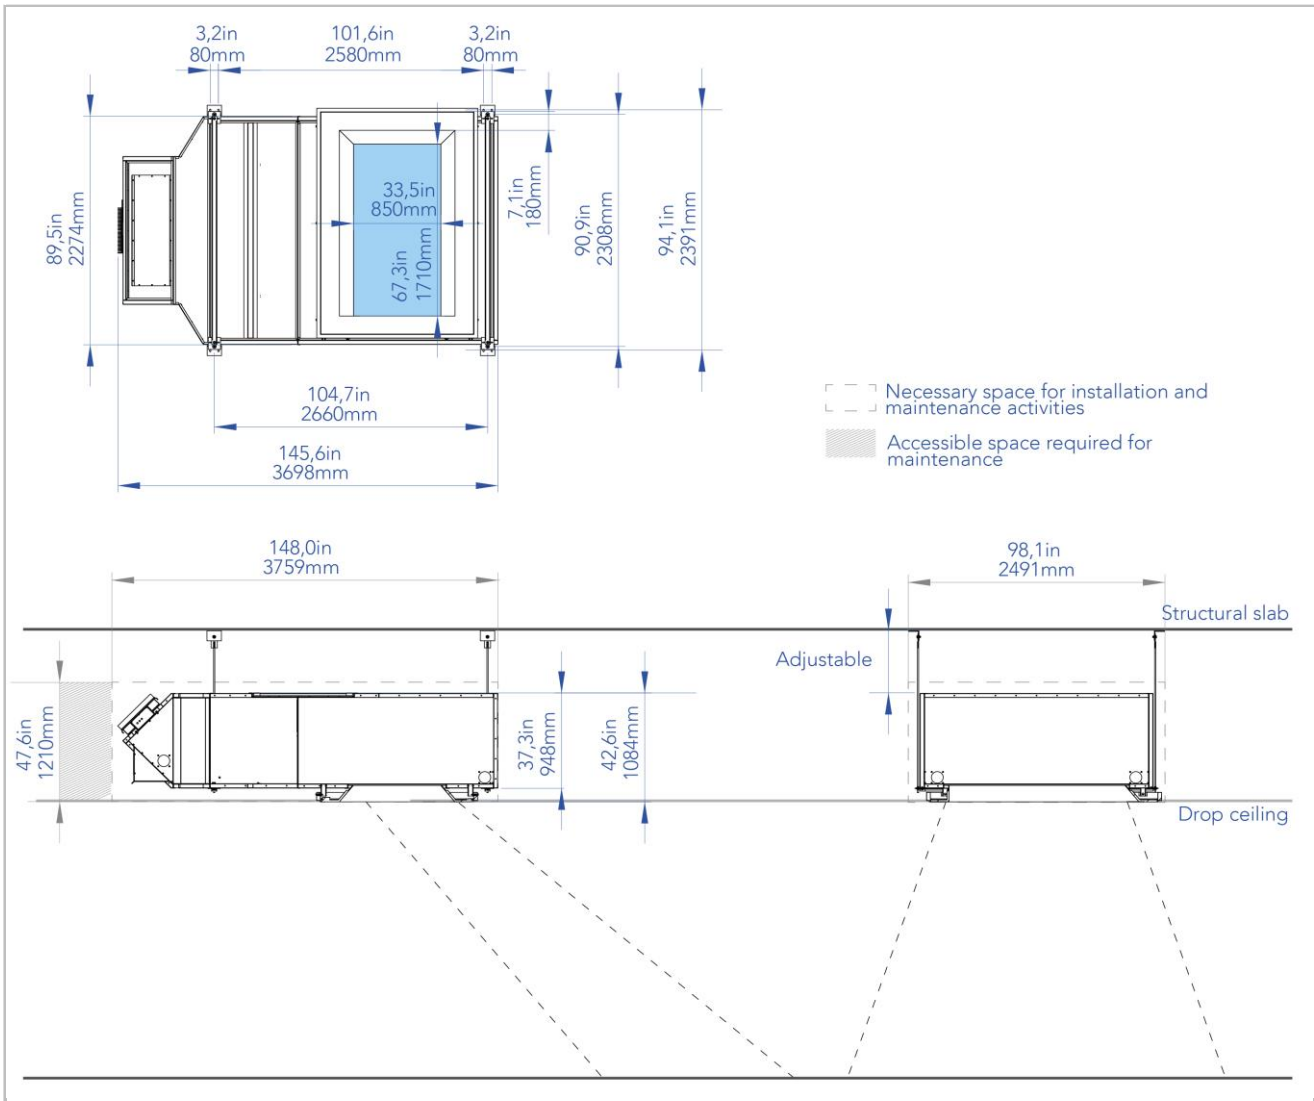 3,2in
80mm
101,6in
2580mm
3,2in
80mm
89,5in
2274mm
33,5in
850mm
67,3in
1710mm
7,1in
180mm
90,9in
2308mm
94,1in
2391mm
104,7in
2660mm
145,6in
3698mm
Necessary space for installation and
maintenance activities
Accessible space required for
maintenance
148,0in
3759mm
98,1in
2491mm
Structural slab
Adjustable
47,6in
1210mm
37,3in
948mm
42,6in
1084mm
Drop ceiling